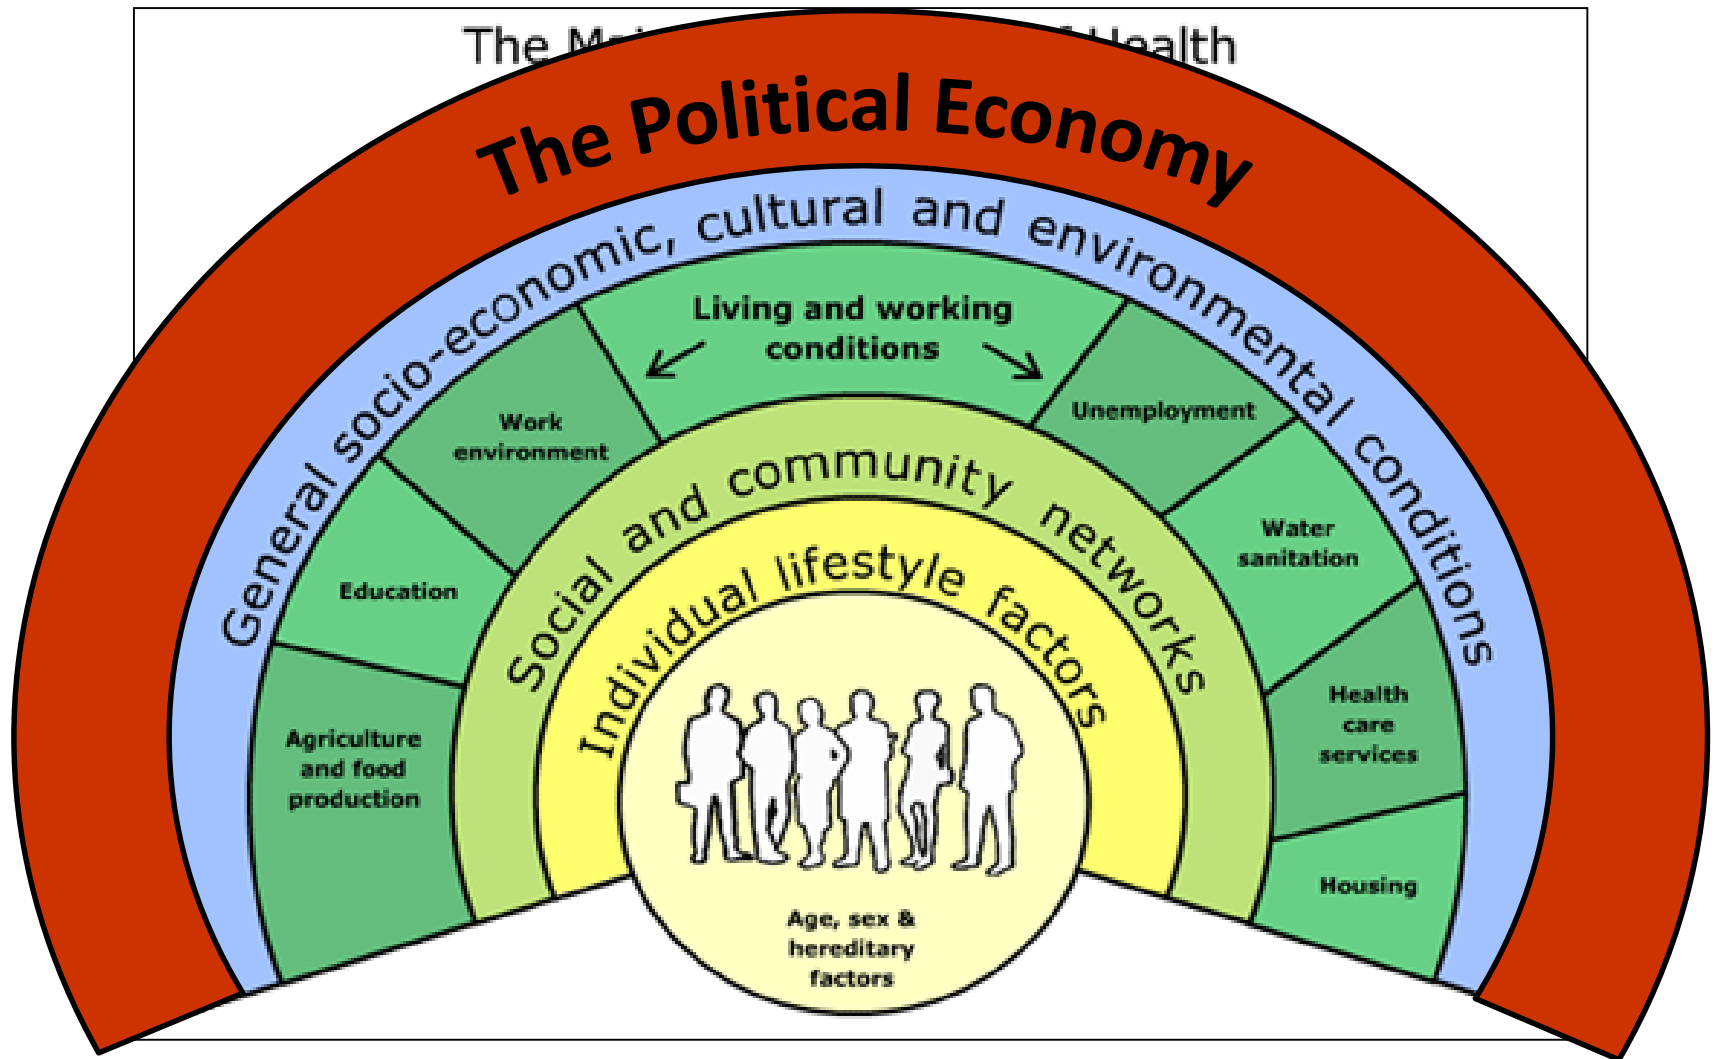 The Health
The Political Economy
General socio-economic, cultural and environmental conditions
Living and working
conditions
Work
environment
Unemployment
Education
Water
sanitation
Agriculture
and food
production
Health
care
services
Housing
Social and community networks
Individual lifestyle factors
Age, sex &
hereditary
factors